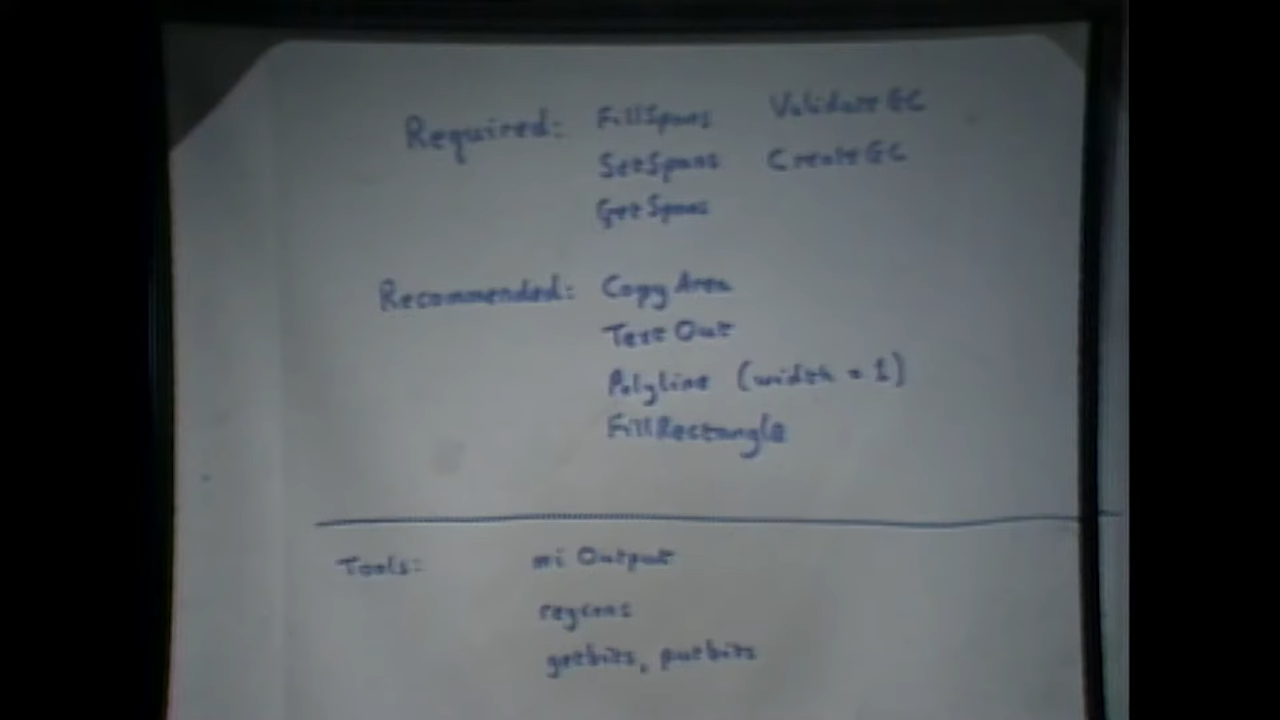 Required: FillSpans ValidateGC
SetSpans CreateGC
GetSpans
Recommended: CopyArea
TextOut
Polyline (width = 1)
FillRectangle
Tools: mi Output
regions
getbits, putbits